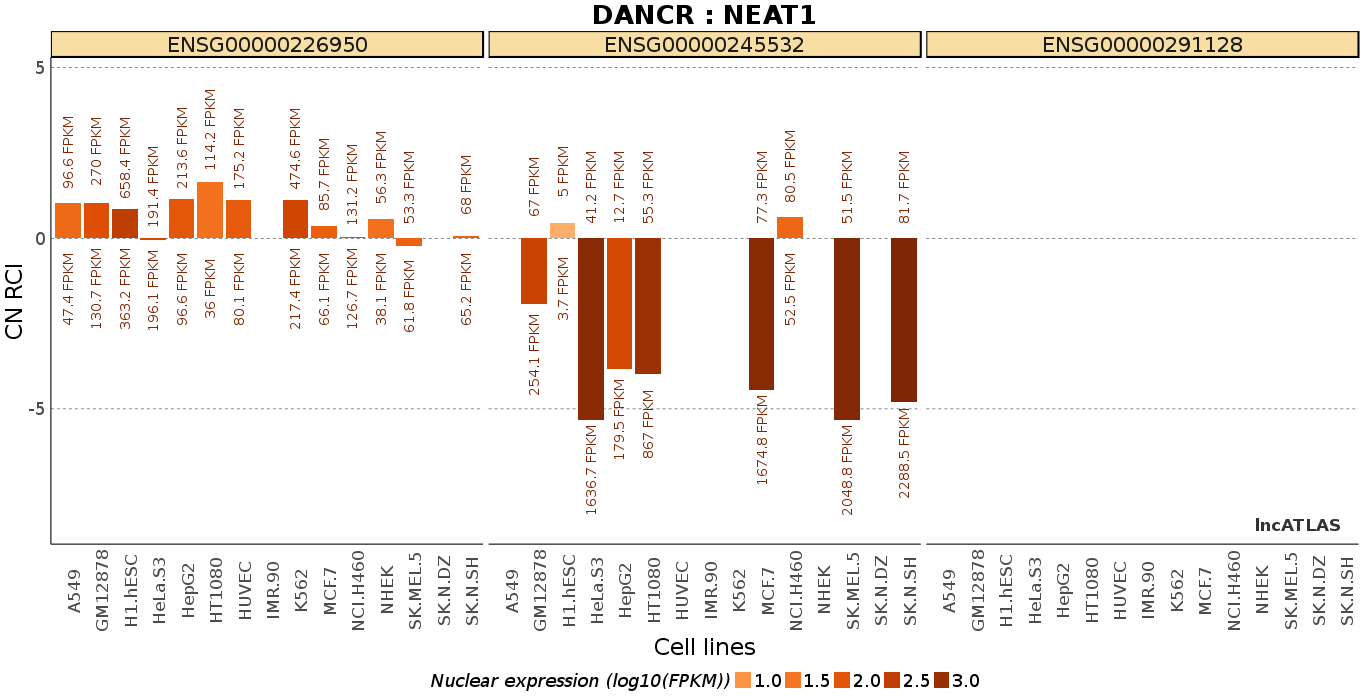 DANCR : NEAT1
ENSG00000226950 ENSG00000245532 ENSG00000291128
CN RCI
5
0
-5
96.6 FPKM
270 FPKM
658.4 FPKM
191.4 FPKM
213.6 FPKM
114.2 FPKM
175.2 FPKM
474.6 FPKM
85.7 FPKM
131.2 FPKM
56.3 FPKM
53.3 FPKM
68 FPKM
47.4 FPKM
130.7 FPKM
363.2 FPKM
196.1 FPKM
96.6 FPKM
36 FPKM
80.1 FPKM
217.4 FPKM
66.1 FPKM
126.7 FPKM
38.1 FPKM
61.8 FPKM
65.2 FPKM
67 FPKM
5 FPKM
41.2 FPKM
12.7 FPKM
55.3 FPKM
77.3 FPKM
80.5 FPKM
51.5 FPKM
81.7 FPKM
254.1 FPKM
3.7 FPKM
1636.7 FPKM
179.5 FPKM
867 FPKM
1674.8 FPKM
52.5 FPKM
2048.8 FPKM
2288.5 FPKM
lncATLAS
A549
GM12878
H1.hESC
HeLa.S3
HepG2
HT1080
HUVEC
IMR.90
K562
MCF.7
NCI.H460
NHEK
SK.MEL.5
SK.N.DZ
SK.N.SH
A549
GM12878
H1.hESC
HeLa.S3
HepG2
HT1080
HUVEC
IMR.90
K562
MCF.7
NCI.H460
NHEK
SK.MEL.5
SK.N.DZ
SK.N.SH
A549
GM12878
H1.hESC
HeLa.S3
HepG2
HT1080
HUVEC
IMR.90
K562
MCF.7
NCI.H460
NHEK
SK.MEL.5
SK.N.DZ
SK.N.SH
Cell lines
Nuclear expression (log10(FPKM)) 1.0 1.5 2.0 2.5 3.0